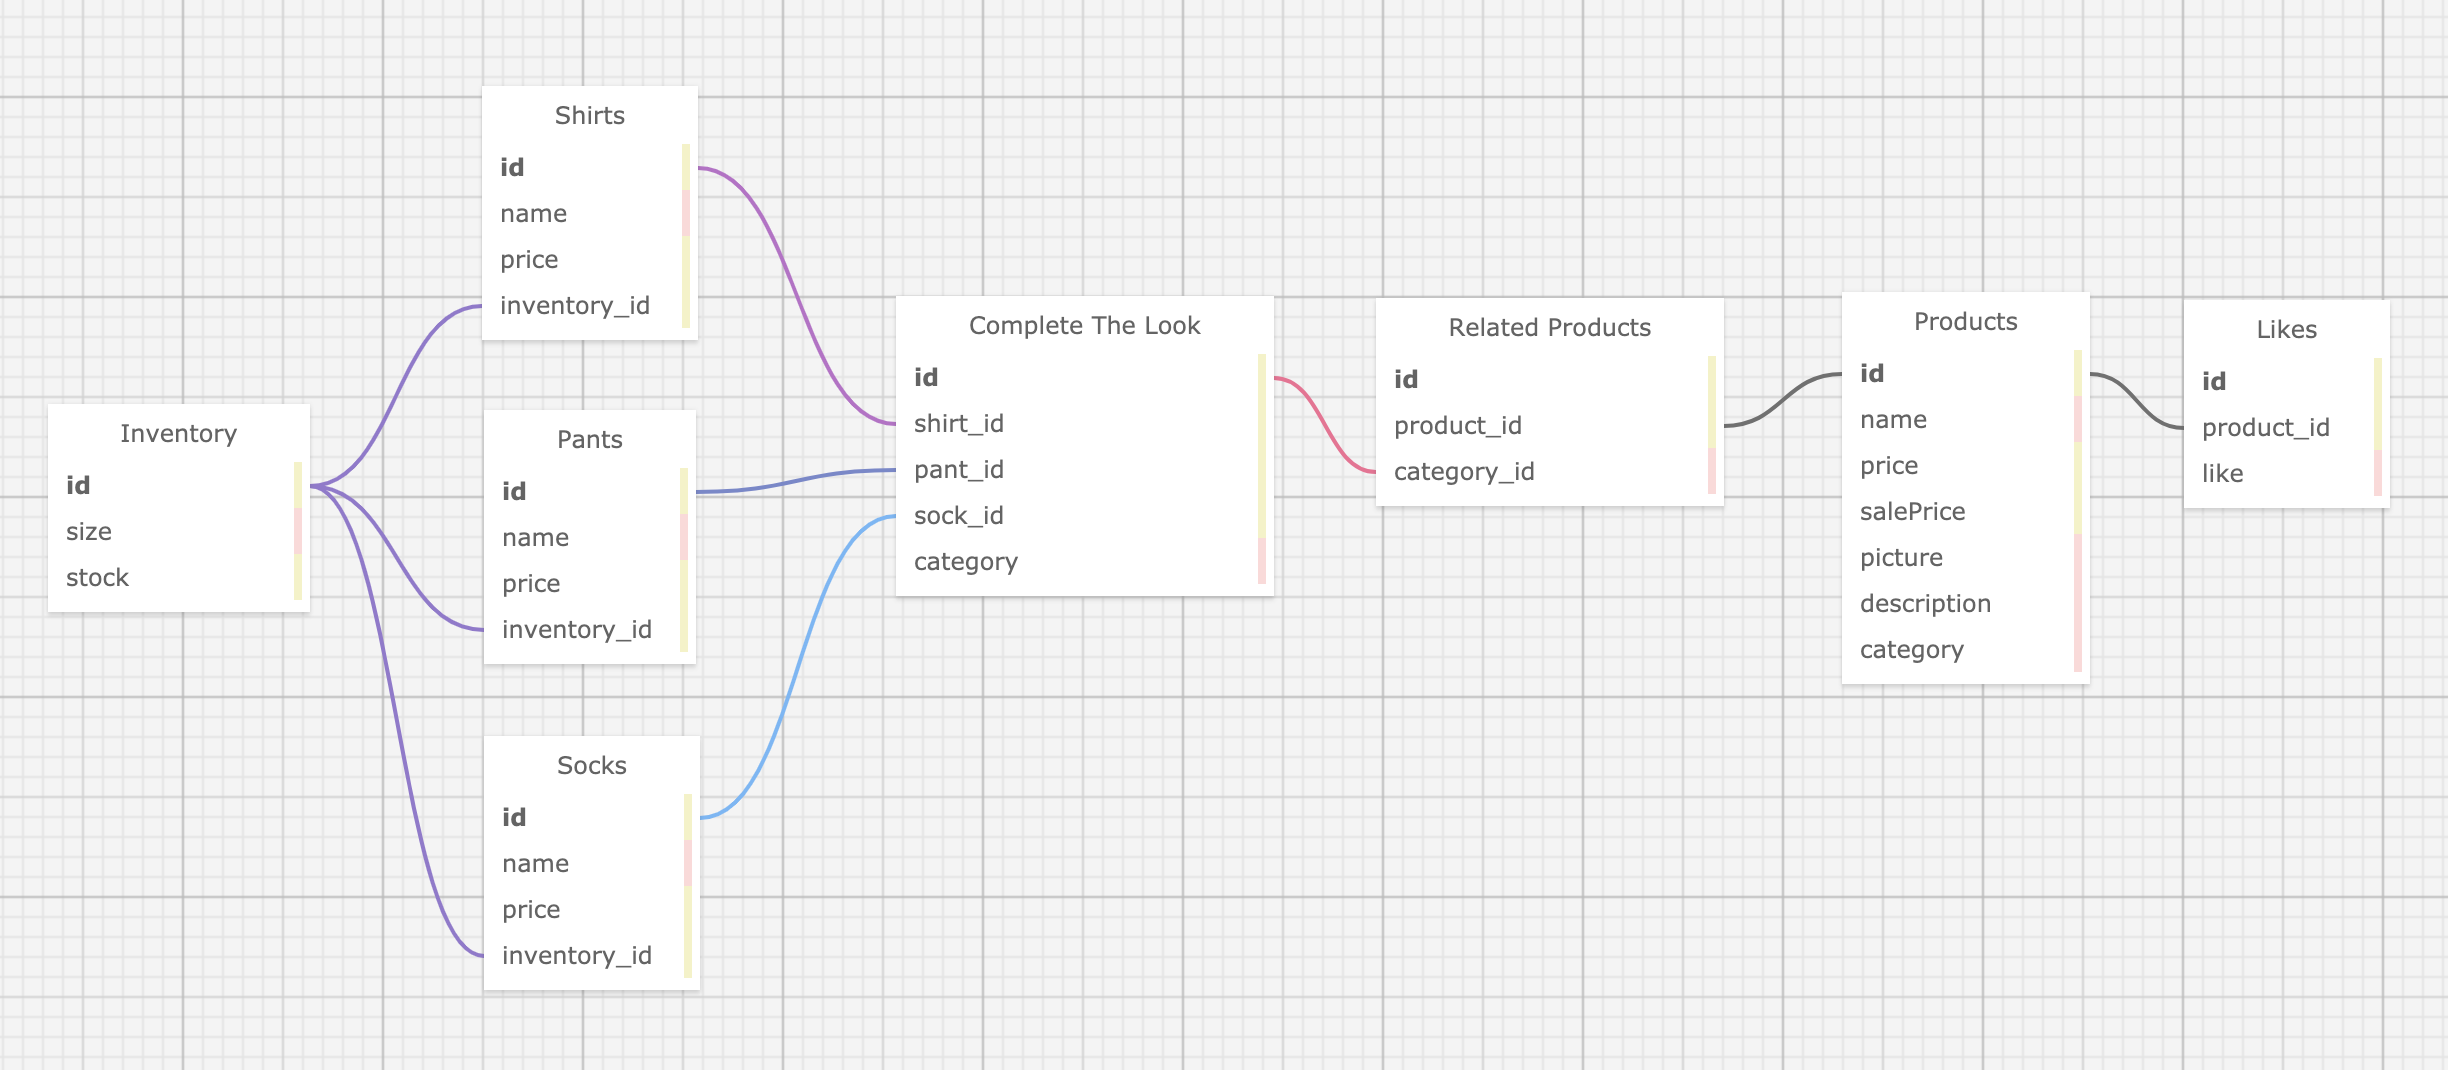 Inventory
id
size
stock
Shirts
id
name
price
inventory_id
Pants
id
name
price
inventory_id
Socks
id
name
price
inventory_id
Complete The Look
id
shirt_id
pant_id
sock_id
category
Related Products
id
product_id
category_id
Products
id
name
price
salePrice
picture
description
category
Likes
id
product_id
like